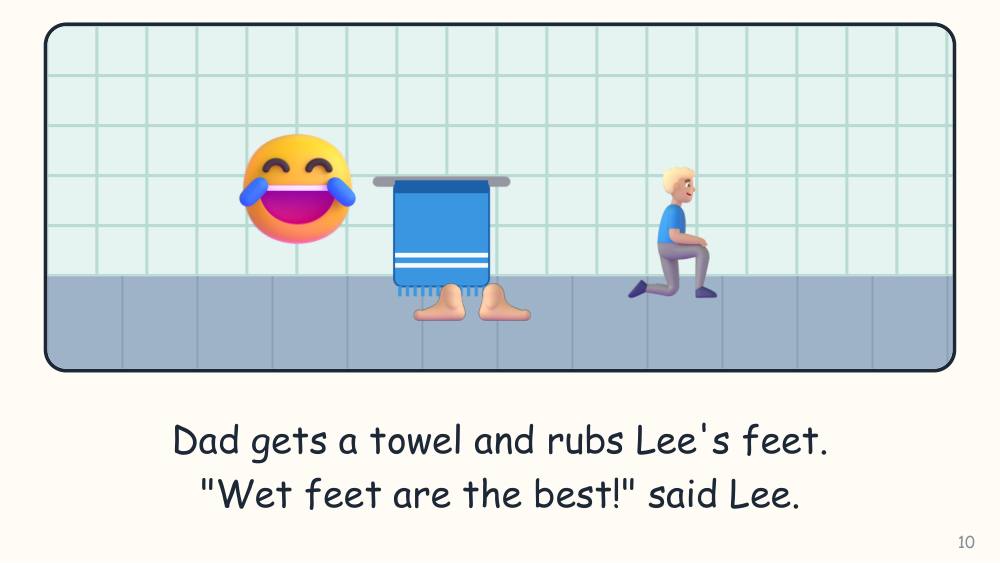 Dad gets a towel and rubs Lee's feet.
"Wet feet are the best!" said Lee.
10